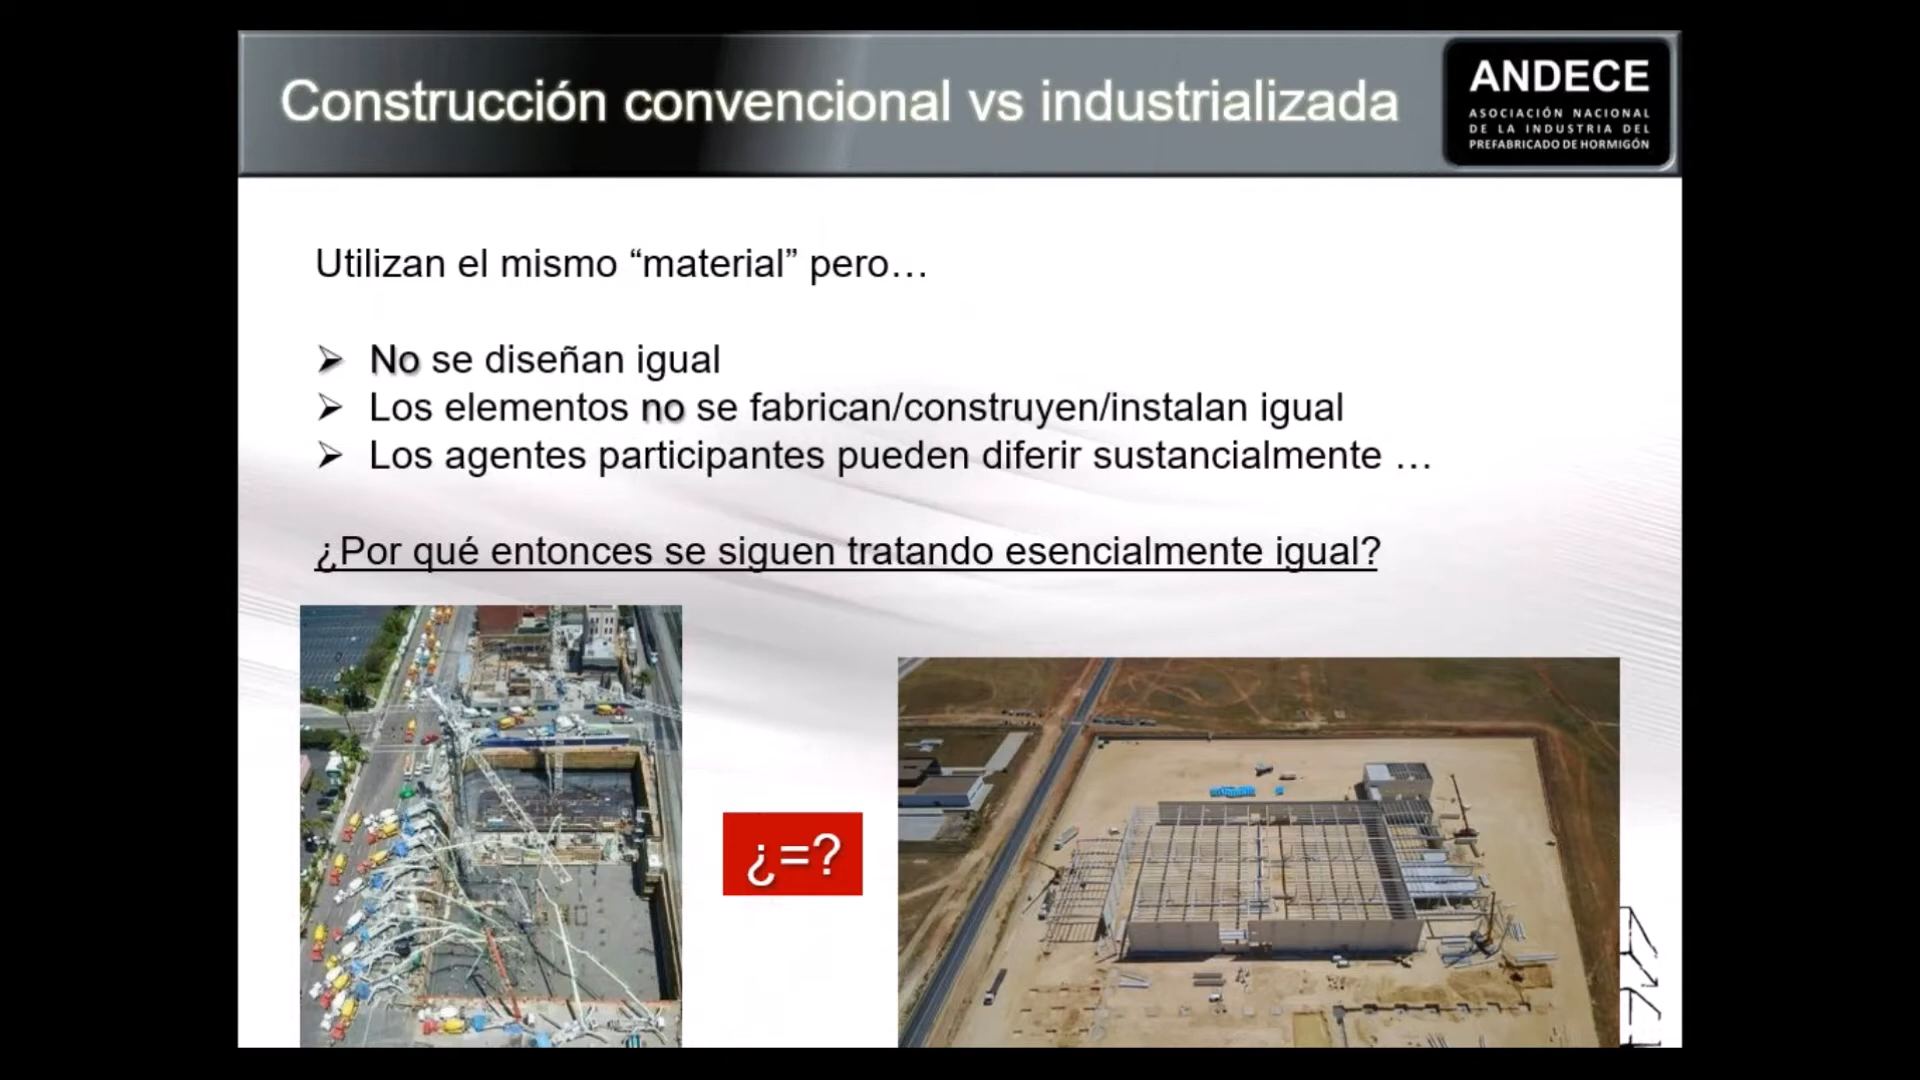 Construcción convencional vs industrializada
ANDECE
ASOCIACIÓN NACIONAL
DE LA INDUSTRIA DEL
PREFABRICADO DE HORMIGÓN
Utilizan el mismo “material” pero…
➢ No se diseñan igual
➢ Los elementos no se fabrican/construyen/instalan igual
➢ Los agentes participantes pueden diferir sustancialmente …
¿Por qué entonces se siguen tratando esencialmente igual?
¿=?